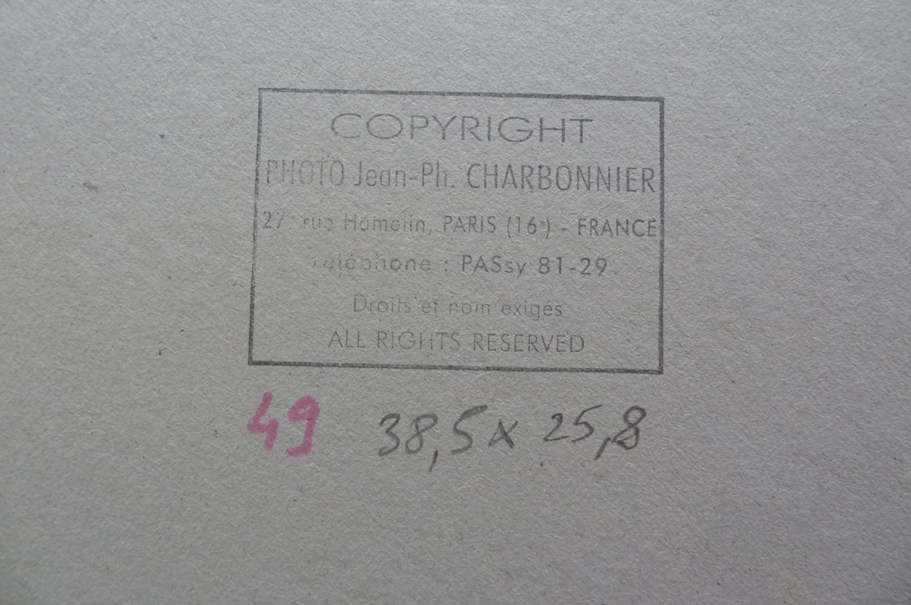 COPYRIGHT
PHOTO Jean-Ph. CHARBONNIER
27. rue Hamelin, PARIS (16e) - FRANCE
Téléphone : PASsy 81-29
Droits et nom exigés
ALL RIGHTS RESERVED
49 38,5 x 25,8